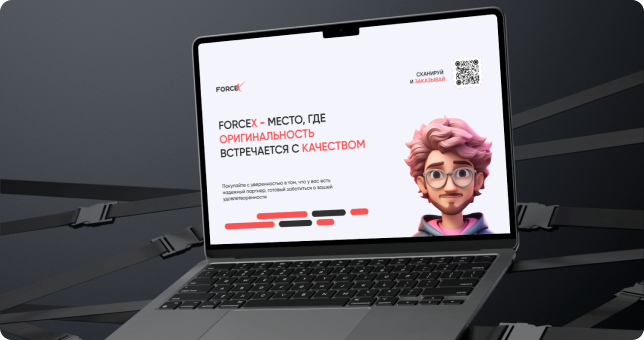 FORCEX
СКАНИРУЙ
И ЗАКАЗЫВАЙ
FORCEX - МЕСТО, ГДЕ
ОРИГИНАЛЬНОСТЬ
ВСТРЕЧАЕТСЯ С КАЧЕСТВОМ
Покупайте с уверенностью в том, что у вас есть
надежный партнер, готовый заботиться о вашей
удовлетворенности